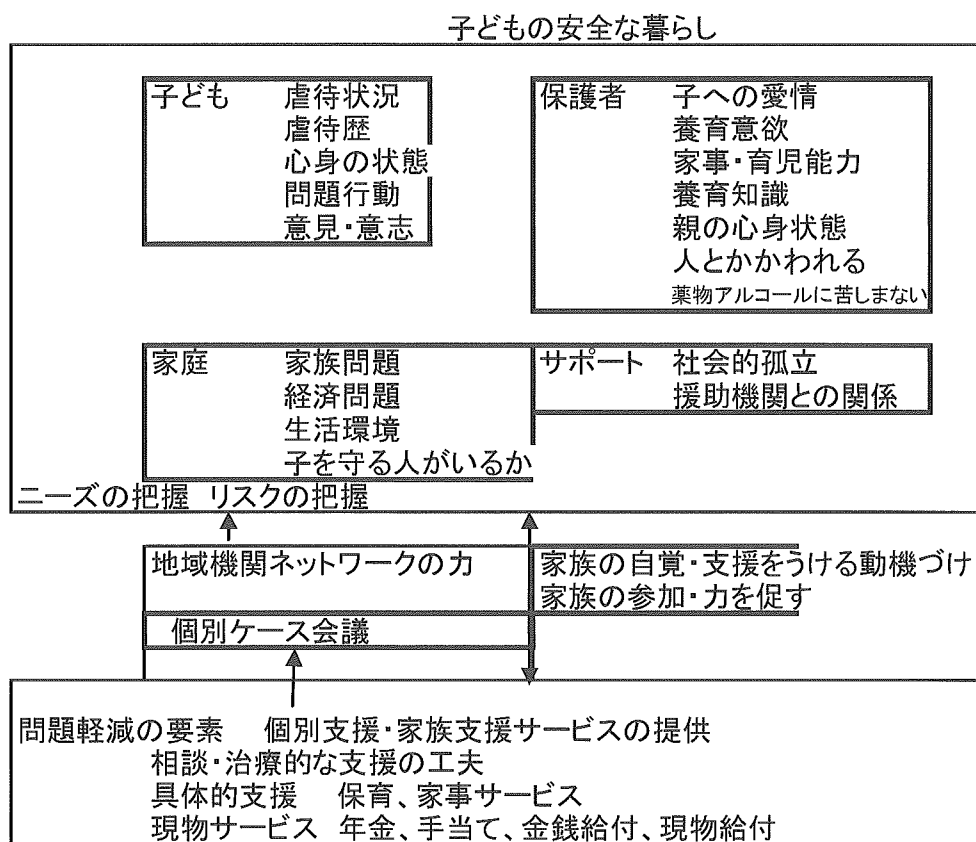 子どもの安全な暮らし
子ども 虐待状況
虐待歴
心身の状態
問題行動
意見・意志
保護者 子への愛情
養育意欲
家事・育児能力
養育知識
親の心身状態
人とかかわれる
薬物アルコールに苦しまない
家庭 家族問題
経済問題
生活環境
子を守る人がいるか
サポート 社会的孤立
援助機関との関係
ニーズの把握 リスクの把握
地域機関ネットワークの力
個別ケース会議
家族の自覚・支援をうける動機づけ
家族の参加・力を促す
問題軽減の要素 個別支援・家族支援サービスの提供
相談・治療的な支援の工夫
具体的支援 保育、家事サービス
現物サービス 年金、手当て、金銭給付、現物給付